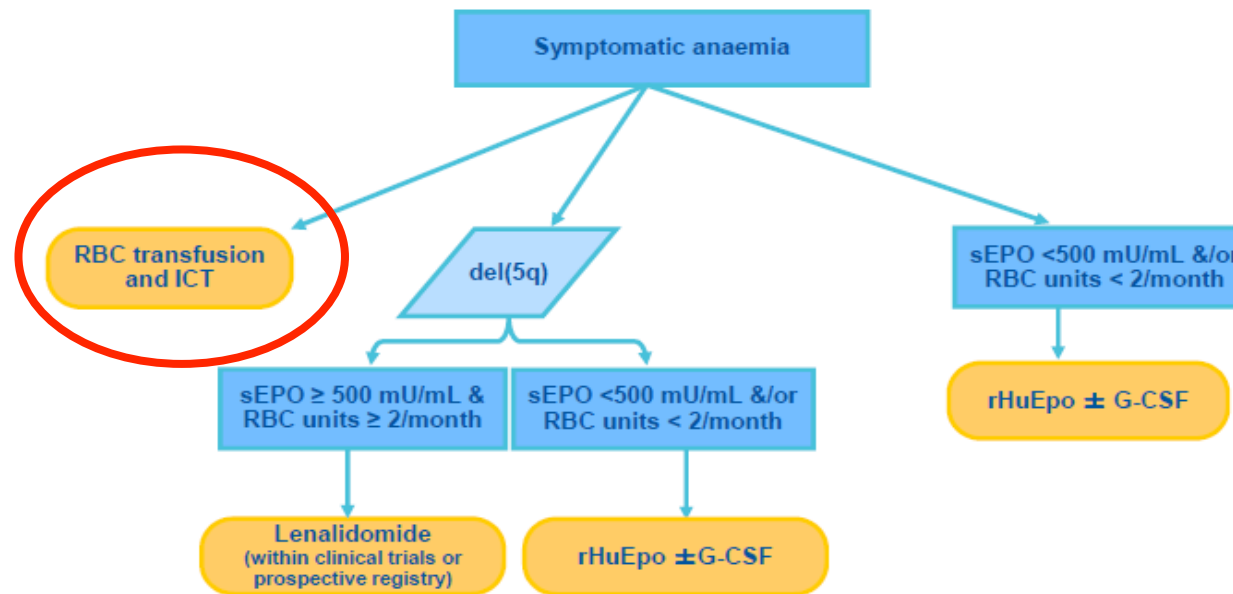 Symptomatic anaemia
RBC transfusion
and ICT
del(5q)
sEPO <500 mU/mL &/or
RBC units < 2/month
sEPO ≥ 500 mU/mL &
RBC units ≥ 2/month
sEPO <500 mU/mL &/or
RBC units < 2/month
rHuEpo ± G-CSF
Lenalidomide
(within clinical trials or
prospective registry)
rHuEpo ±G-CSF